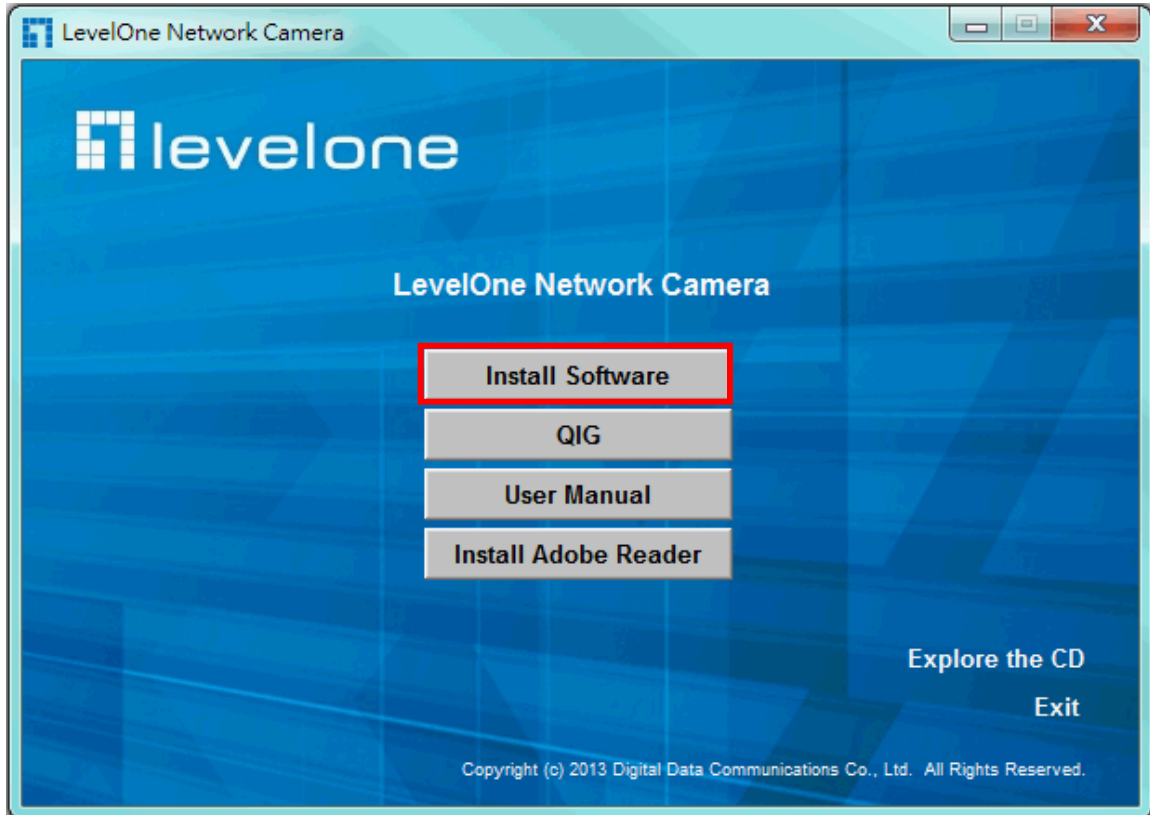 LevelOne Network Camera
X
levelone
LevelOne Network Camera
Install Software
QIG
User Manual
Install Adobe Reader
Explore the CD
Exit
Copyright (c) 2013 Digital Data Communications Co., Ltd. All Rights Reserved.